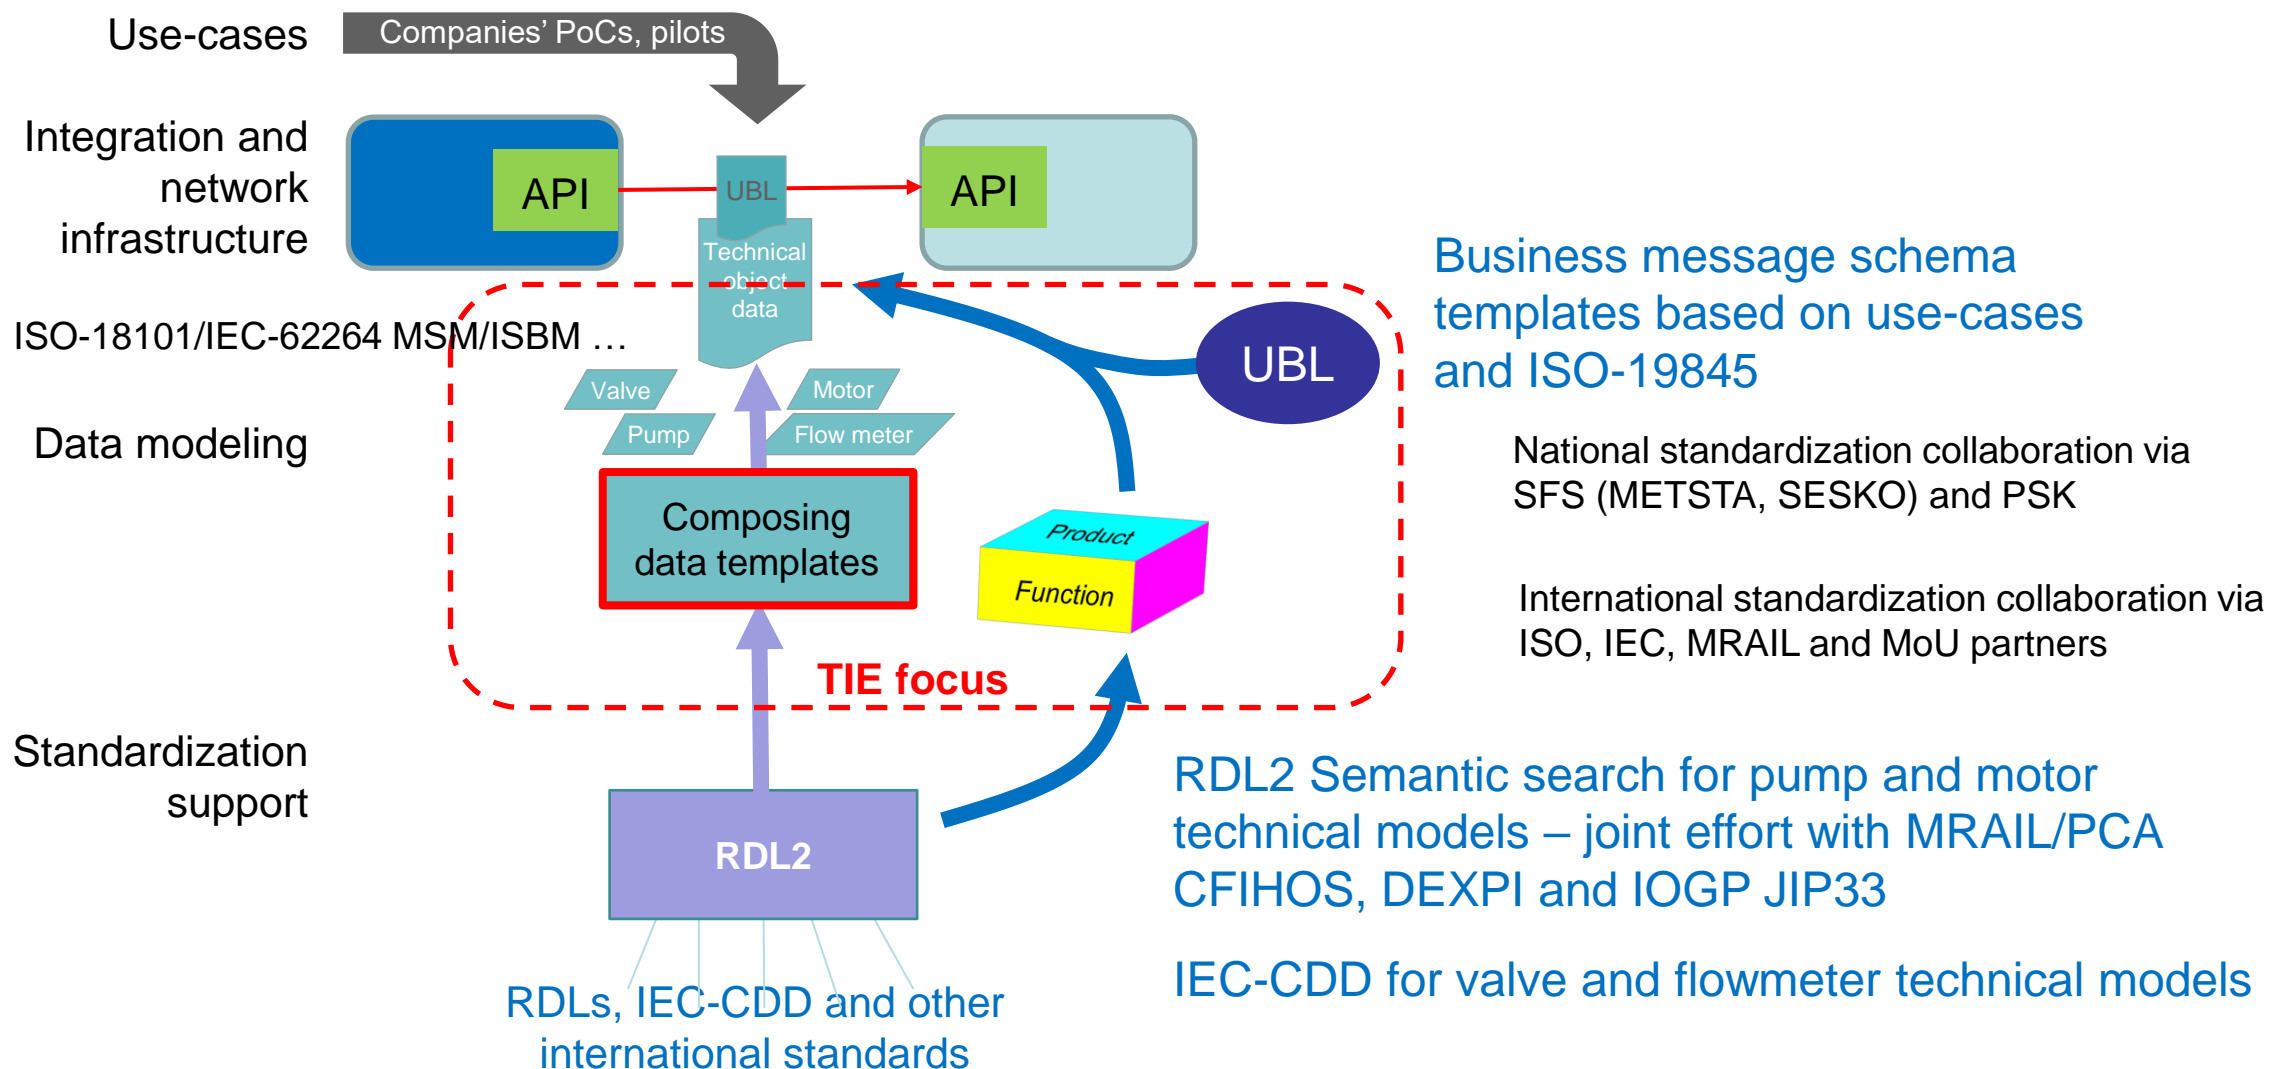 Use-cases
Companies’ PoCs, pilots
Integration and
network
infrastructure
API
UBL
API
Technical
object
data
ISO-18101/IEC-62264 MSM/ISBM …
Business message schema
templates based on use-cases
and ISO-19845
UBL
Valve
Motor
Pump
Flow meter
Data modeling
National standardization collaboration via
SFS (METSTA, SESKO) and PSK
Composing
data templates
Product
Function
International standardization collaboration via
ISO, IEC, MRAIL and MoU partners
TIE focus
Standardization
support
RDL2
RDL2 Semantic search for pump and motor
technical models – joint effort with MRAIL/PCA
CFIHOS, DEXPI and IOGP JIP33
IEC-CDD for valve and flowmeter technical models
RDLs, IEC-CDD and other
international standards